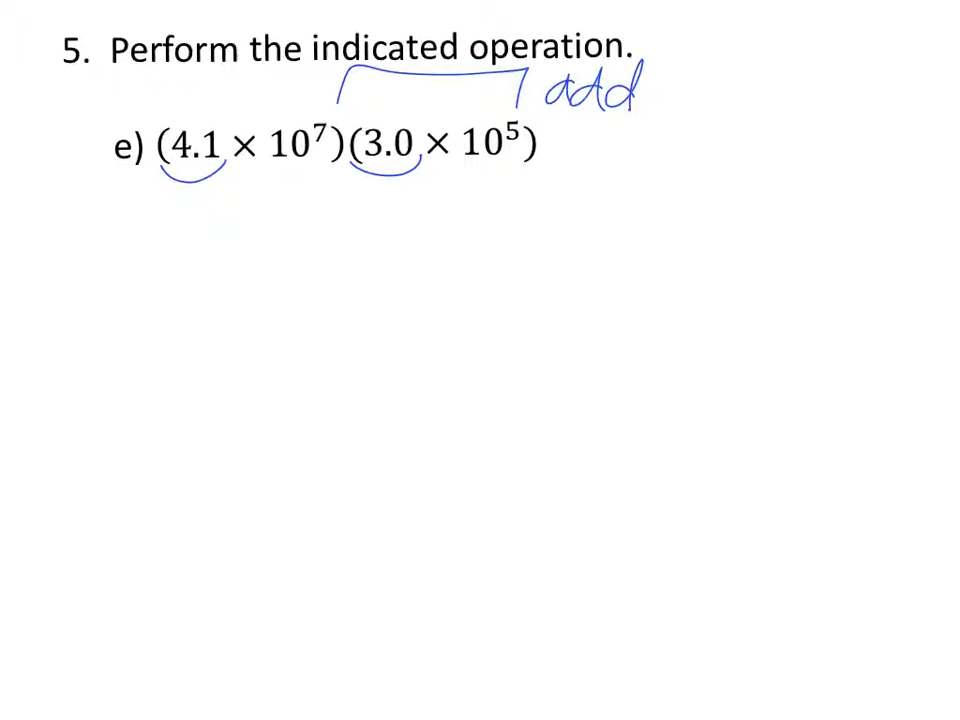 5. Perform the indicated operation.
add
e) (4.1 × 10⁷)(3.0 × 10⁵)